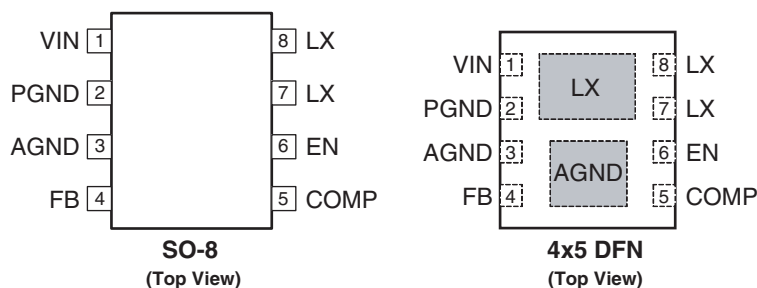 VIN 1 8 LX
PGND 2 7 LX
AGND 3 6 EN
FB 4 5 COMP
SO-8
(Top View)
VIN 1 LX 8 LX
PGND 2 7 LX
AGND 3 AGND 6 EN
FB 4 5 COMP
4x5 DFN
(Top View)